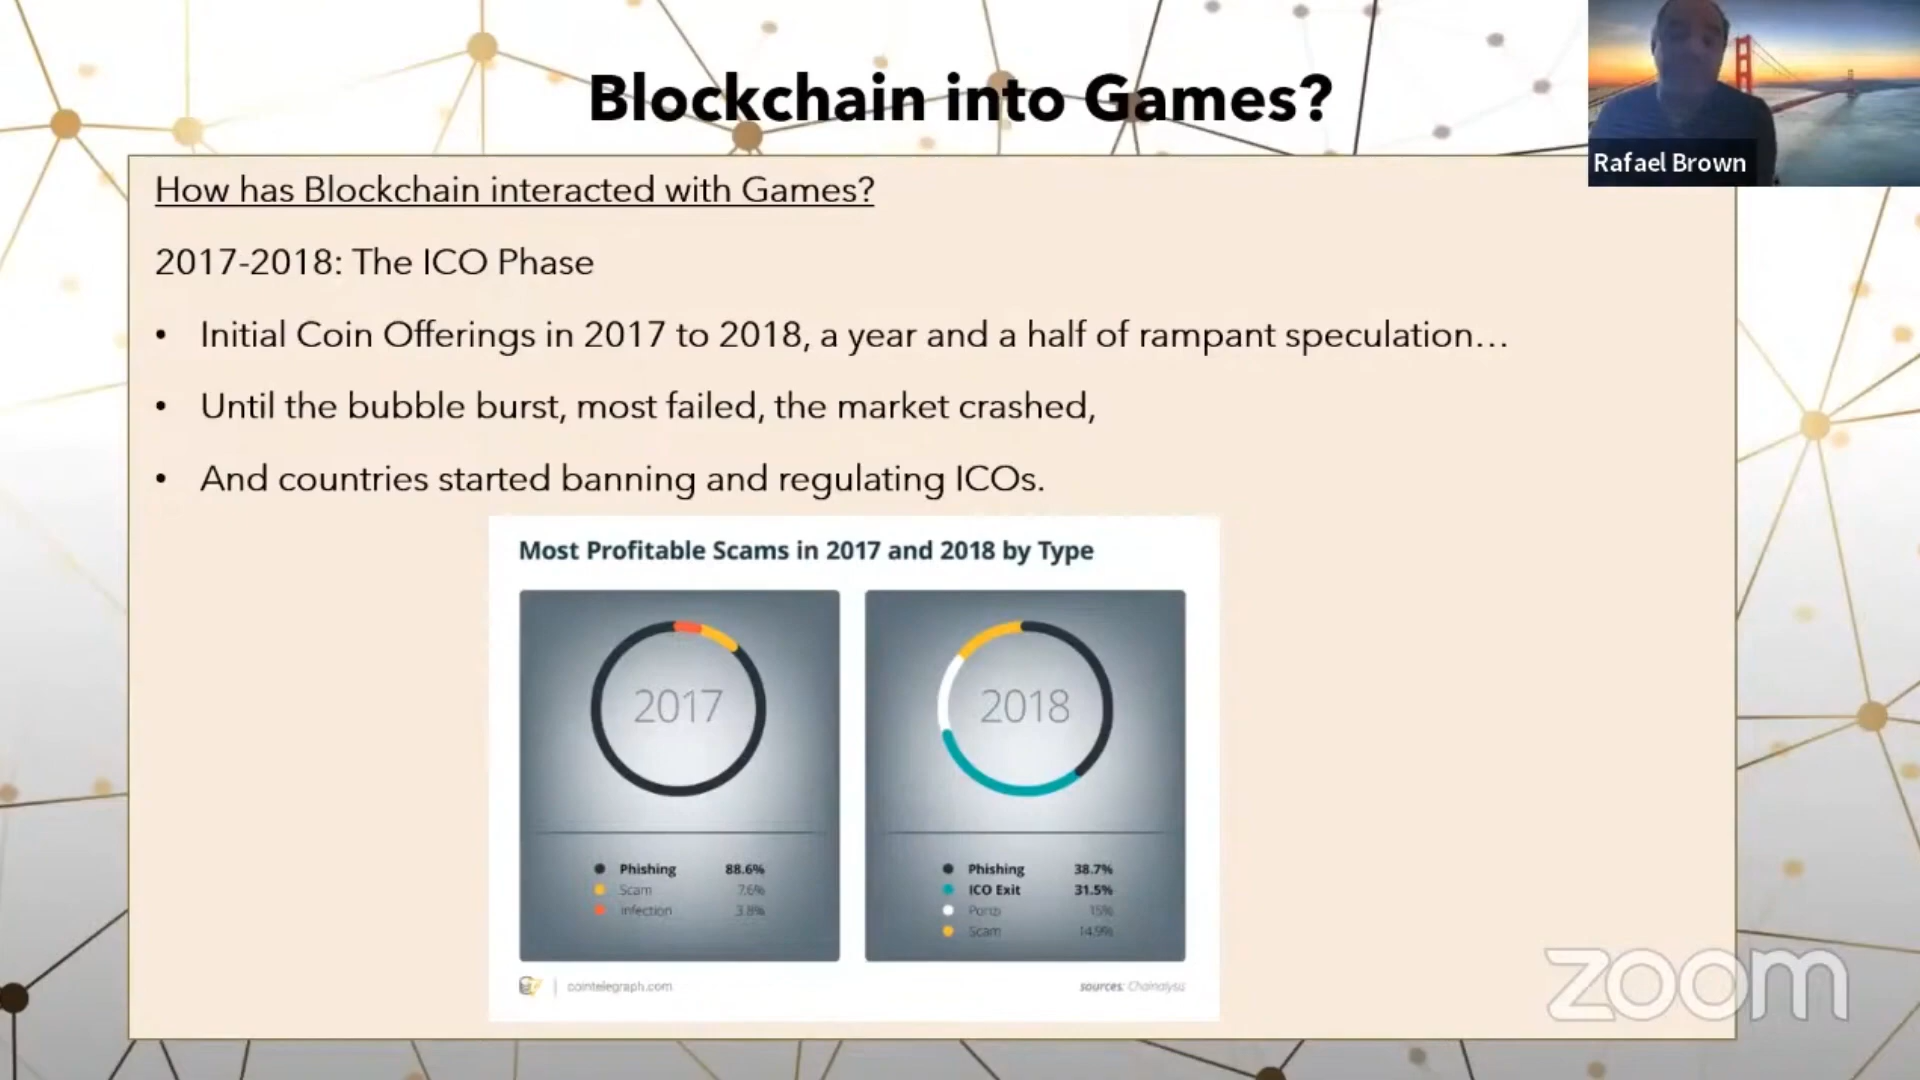 Blockchain into Games?
Rafael Brown
How has Blockchain interacted with Games?
2017-2018: The ICO Phase
• Initial Coin Offerings in 2017 to 2018, a year and a half of rampant speculation...
• Until the bubble burst, most failed, the market crashed,
• And countries started banning and regulating ICOs.
Most Profitable Scams in 2017 and 2018 by Type
2017
Phishing 88.6%
Scam 7.6%
Infection 3.8%
2018
Phishing 38.7%
ICO Exit 31.5%
Ponzi 15%
Scam 14.9%
cointelegraph.com
sources: Chainalysis
zoom